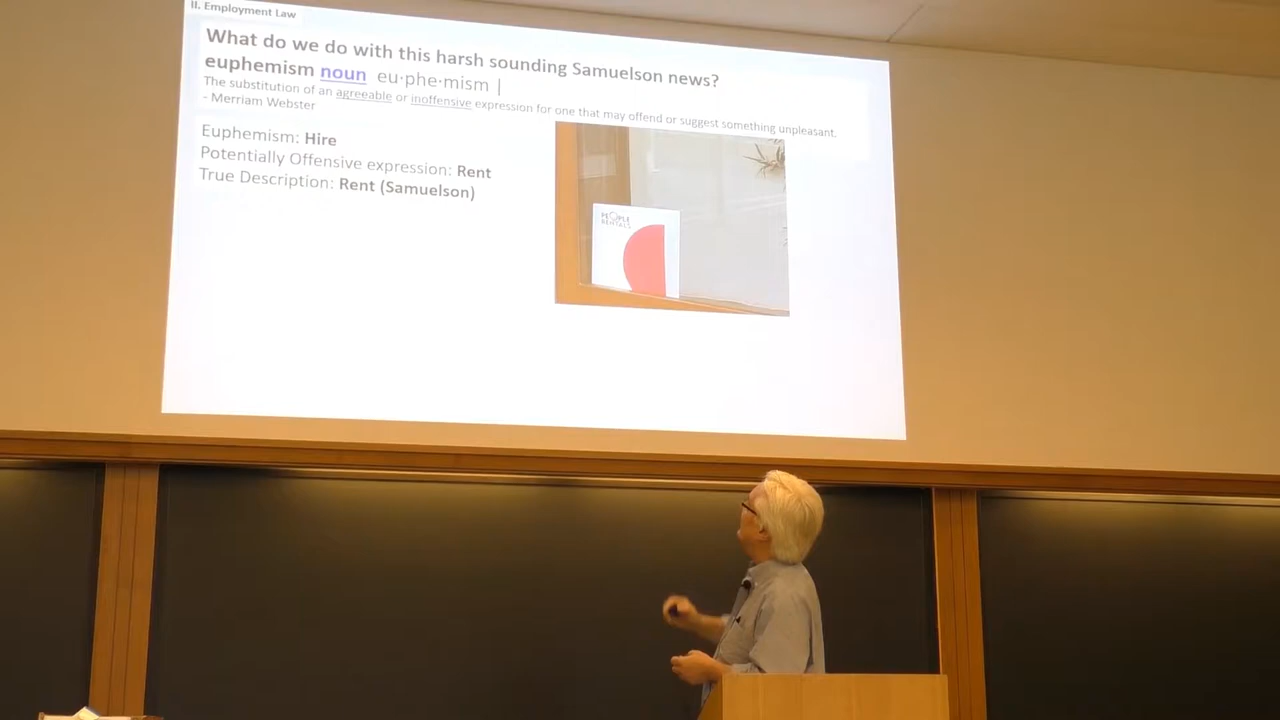 II. Employment Law
What do we do with this harsh sounding Samuelson news?
euphemism noun eu·phe·mism |
The substitution of an agreeable or inoffensive expression for one that may offend or suggest something unpleasant.
- Merriam Webster
Euphemism: Hire
Potentially Offensive expression: Rent
True Description: Rent (Samuelson)
PEOPLE
RENTALS